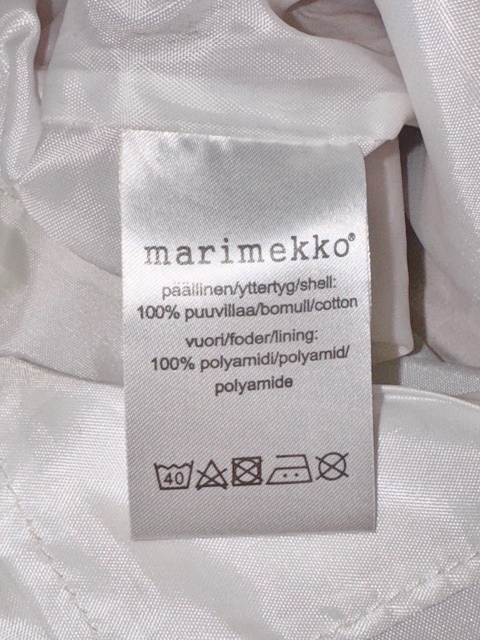 marimekko®
päällinen/yttertyg/shell:
100% puuvillaa/bomull/cotton
vuori/foder/lining:
100% polyamidi/polyamid/
polyamide
40